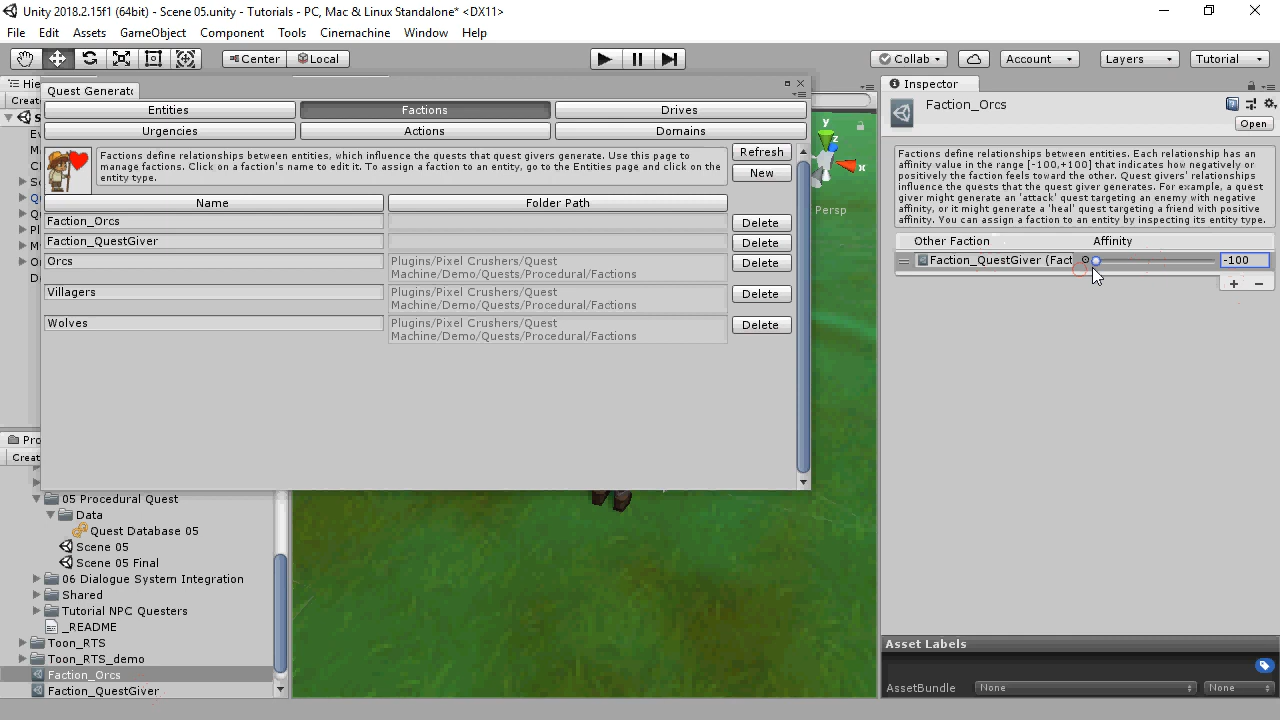 Unity 2018.2.15f1 (64bit) - Scene 05.unity - Tutorials - PC, Mac & Linux Standalone* <DX11>
File Edit Assets GameObject Component Tools Cinemachine Window Help
Center Local Collab Account Layers Tutorial
Hie
Creat
Quest Generato
Entities Factions Drives
Urgencies Actions Domains
Factions define relationships between entities, which influence the quests that quest givers generate. Use this page to
manage factions. Click on a faction's name to edit it. To assign a faction to an entity, go to the Entities page and click on the
entity type.
Refresh
New
Name Folder Path
Faction_Orcs Delete
Faction_QuestGiver Delete
Orcs Plugins/Pixel Crushers/Quest
Machine/Demo/Quests/Procedural/Factions Delete
Villagers Plugins/Pixel Crushers/Quest
Machine/Demo/Quests/Procedural/Factions Delete
Wolves Plugins/Pixel Crushers/Quest
Machine/Demo/Quests/Procedural/Factions Delete
y
z
x
Persp
Inspector
Faction_Orcs
Open
Factions define relationships between entities. Each relationship has an
affinity value in the range [-100,+100] that indicates how negatively or
positively the faction feels toward the other. Quest givers' relationships
influence the quests that the quest giver generates. For example, a quest
giver might generate an 'attack' quest targeting an enemy with negative
affinity, or it might generate a 'heal' quest targeting a friend with positive
affinity. You can assign a faction to an entity by inspecting its entity type.
Other Faction Affinity
Faction_QuestGiver (Fact -100
Pro
Creat
05 Procedural Quest
Data
Quest Database 05
Scene 05
Scene 05 Final
06 Dialogue System Integration
Shared
Tutorial NPC Questers
_README
Toon_RTS
Toon_RTS_demo
Faction_Orcs
Faction_QuestGiver
Asset Labels
AssetBundle None None